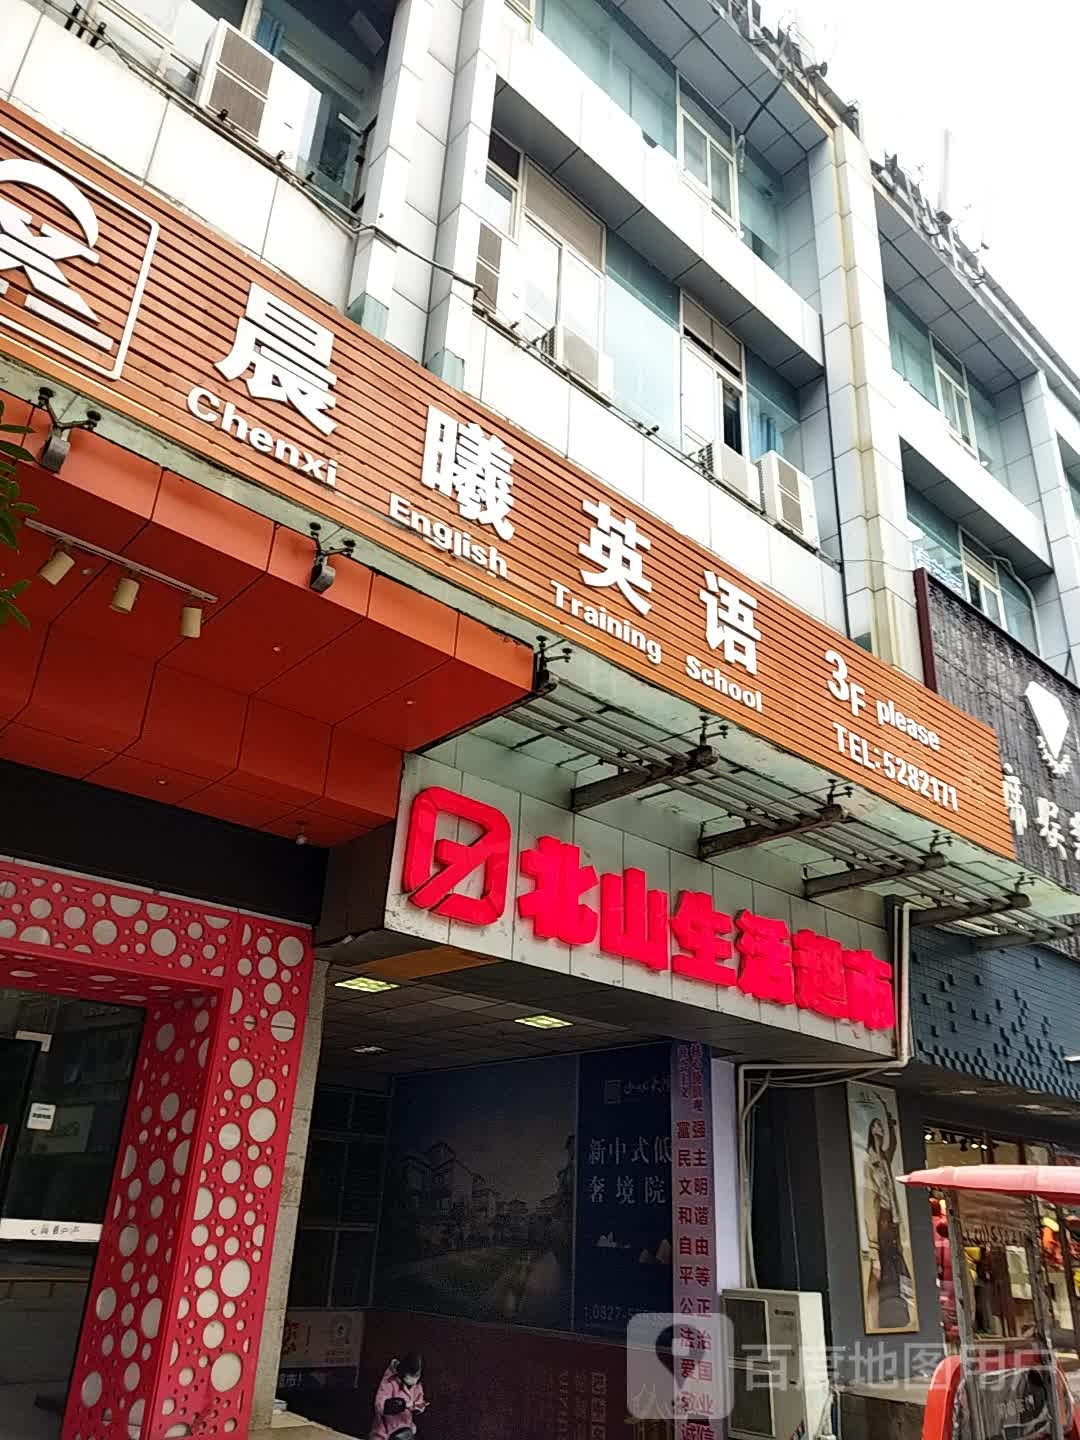 晨曦英语
Chenxi English Training School
3F please
TEL:5282171
北山生活超市
新中式低
奢境院
富强
民主
文明
和谐
自由
平等
公正
法治
爱国
敬业
诚信
百度地图用户